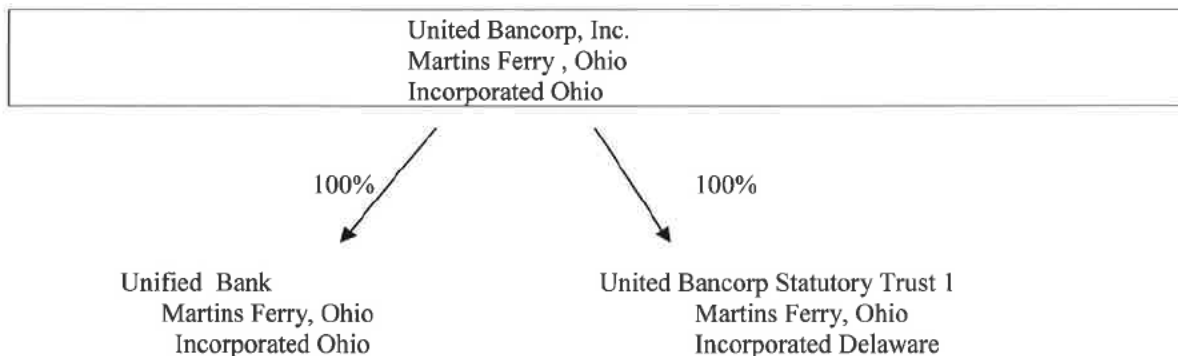 United Bancorp, Inc.
Martins Ferry , Ohio
Incorporated Ohio
100%
100%
Unified Bank
Martins Ferry, Ohio
Incorporated Ohio
United Bancorp Statutory Trust 1
Martins Ferry, Ohio
Incorporated Delaware